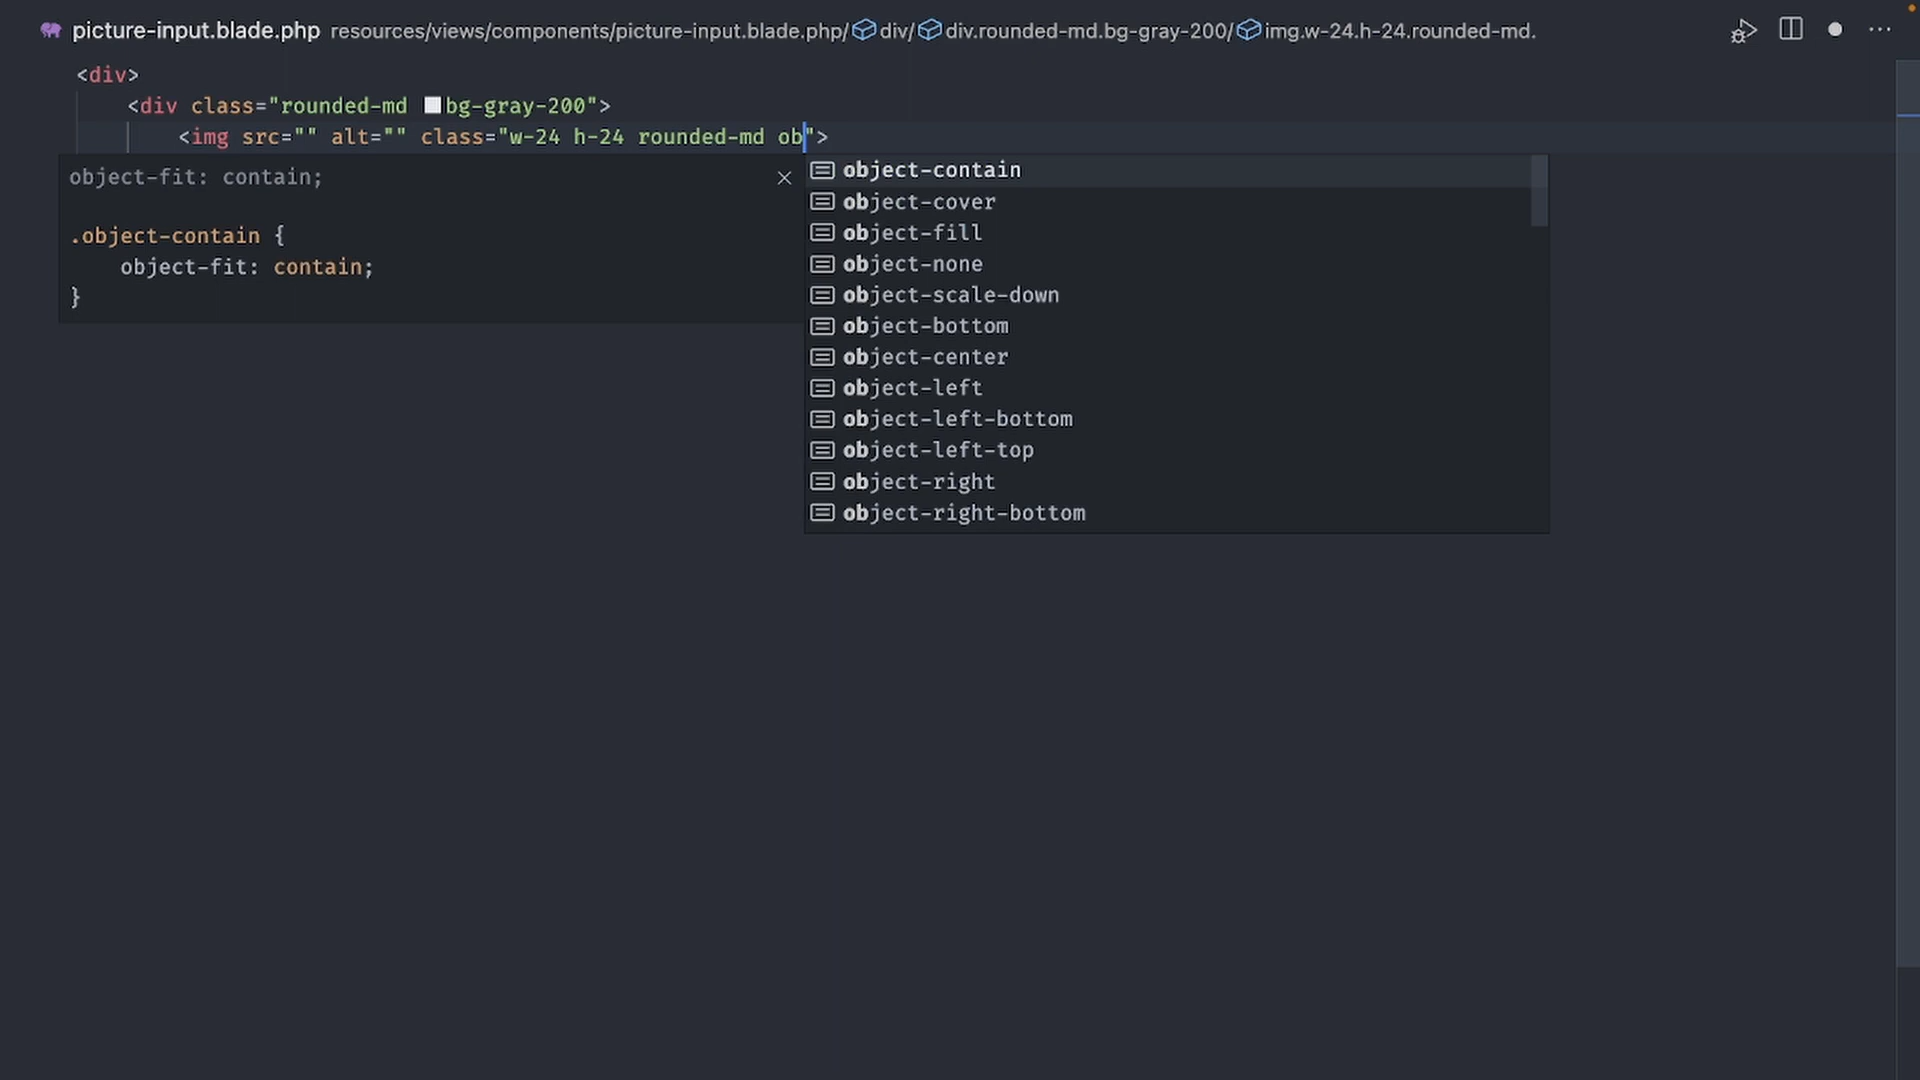 picture-input.blade.php resources/views/components/picture-input.blade.php/div/div.rounded-md.bg-gray-200/img.w-24.h-24.rounded-md.
<div>
<div class="rounded-md bg-gray-200">
<img src="" alt="" class="w-24 h-24 rounded-md ob">
object-fit: contain;
.object-contain {
object-fit: contain;
}
object-contain
object-cover
object-fill
object-none
object-scale-down
object-bottom
object-center
object-left
object-left-bottom
object-left-top
object-right
object-right-bottom